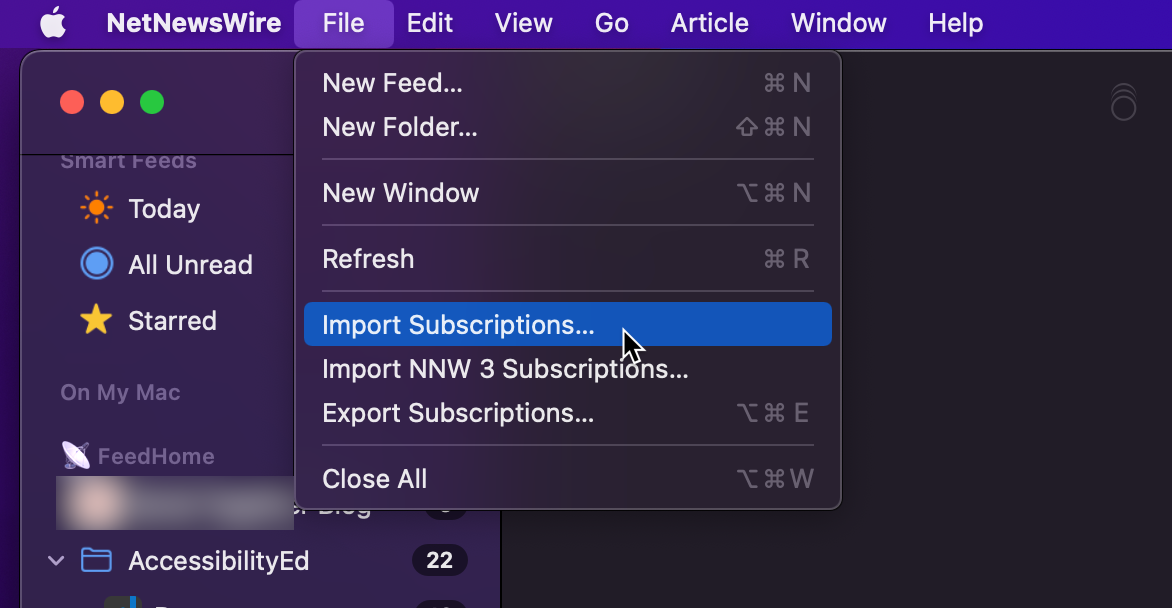 NetNewsWire File Edit View Go Article Window Help
New Feed... ⌘ N
New Folder... ⇧ ⌘ N
New Window ⌥ ⌘ N
Refresh ⌘ R
Import Subscriptions...
Import NNW 3 Subscriptions...
Export Subscriptions... ⌥ ⌘ E
Close All ⌥ ⌘ W
Smart Feeds
Today
All Unread
Starred
On My Mac
FeedHome
Blog
AccessibilityEd 22